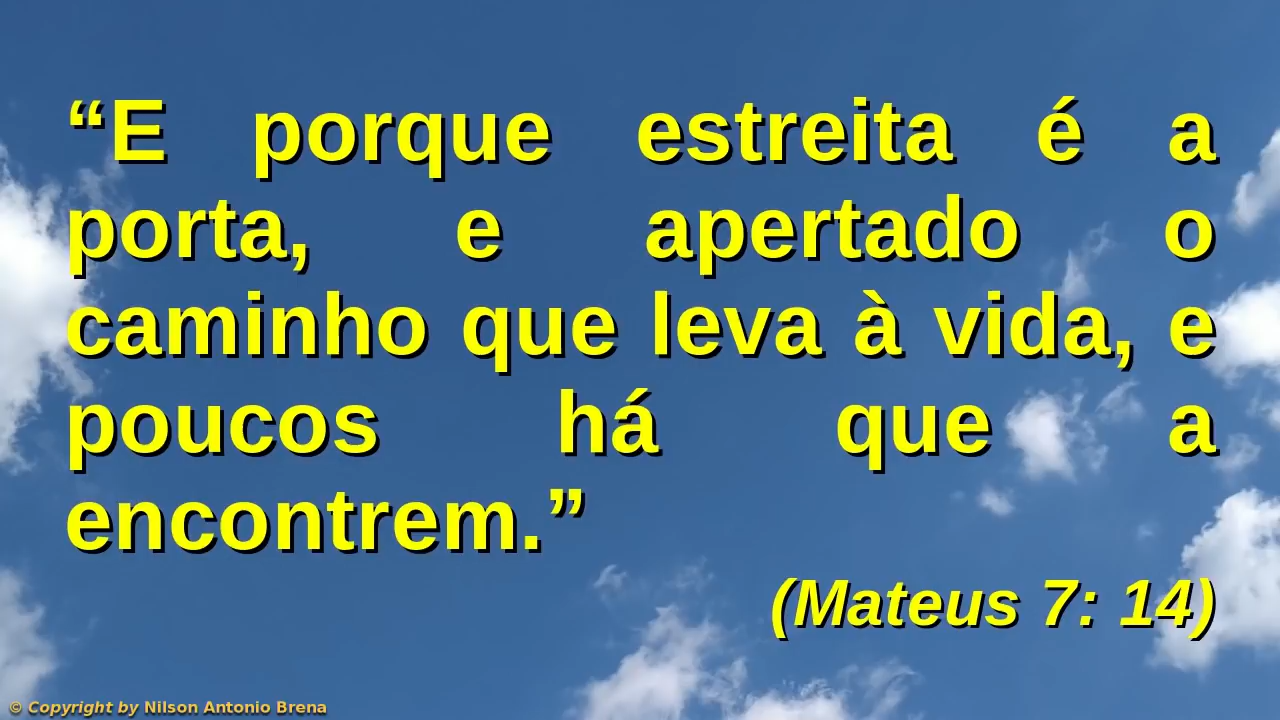 “E porque estreita é a
porta, e apertado o
caminho que leva à vida, e
poucos há que a
encontrem.”
(Mateus 7: 14)
© Copyright by Nilson Antonio Brena